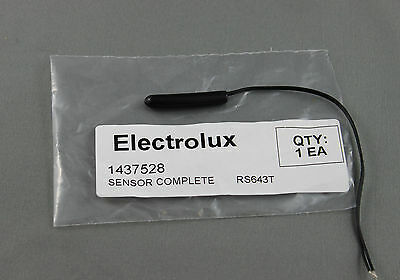 Electrolux
QTY:
1 EA
1437528
SENSOR COMPLETE RS643T